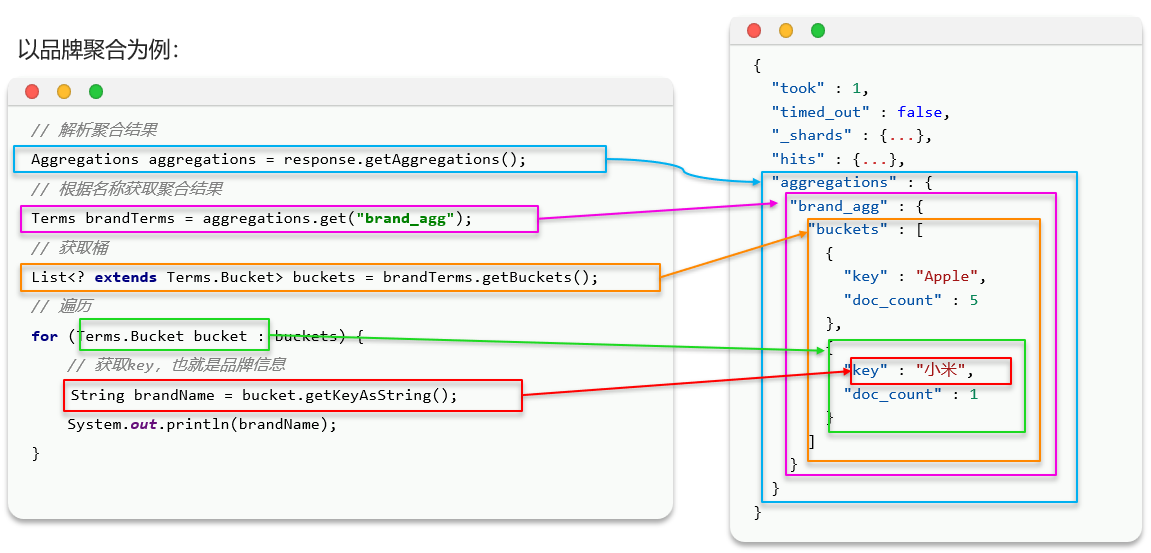 以品牌聚合为例：
// 解析聚合结果
Aggregations aggregations = response.getAggregations();
// 根据名称获取聚合结果
Terms brandTerms = aggregations.get("brand_agg");
// 获取桶
List<? extends Terms.Bucket> buckets = brandTerms.getBuckets();
// 遍历
for (Terms.Bucket bucket : buckets) {
// 获取key，也就是品牌信息
String brandName = bucket.getKeyAsString();
System.out.println(brandName);
}
{
"took" : 1,
"timed_out" : false,
"_shards" : {...},
"hits" : {...},
"aggregations" : {
"brand_agg" : {
"buckets" : [
{
"key" : "Apple",
"doc_count" : 5
},
{
"key" : "小米",
"doc_count" : 1
}
]
}
}
}